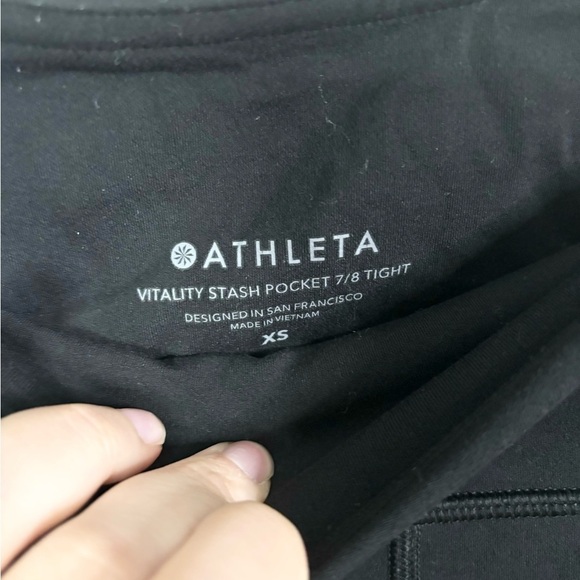 ATHLETA
VITALITY STASH POCKET 7/8 TIGHT
DESIGNED IN SAN FRANCISCO
MADE IN VIETNAM
XS